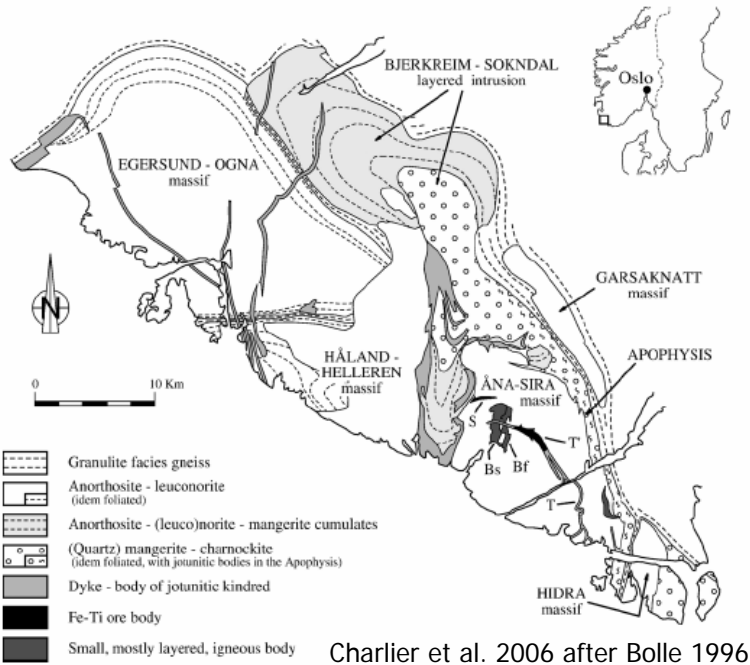 BJERKREIM - SOKNDAL
layered intrusion
Oslo
EGERSUND - OGNA
massif
GARSAKNATT
massif
N
APOPHYSIS
HÅLAND -
HELLEREN
massif
0 10 Km
ÅNA-SIRA
massif
S
T'
Bs Bf
T
Granulite facies gneiss
Anorthosite - leuconorite
(idem foliated)
Anorthosite - (leuco)norite - mangerite cumulates
(Quartz) mangerite - charnockite
(idem foliated, with jotunitic bodies in the Apophysis)
Dyke - body of jotunitic kindred
HIDRA
massif
Fe-Ti ore body
Small, mostly layered, igneous body
Charlier et al. 2006 after Bolle 1996